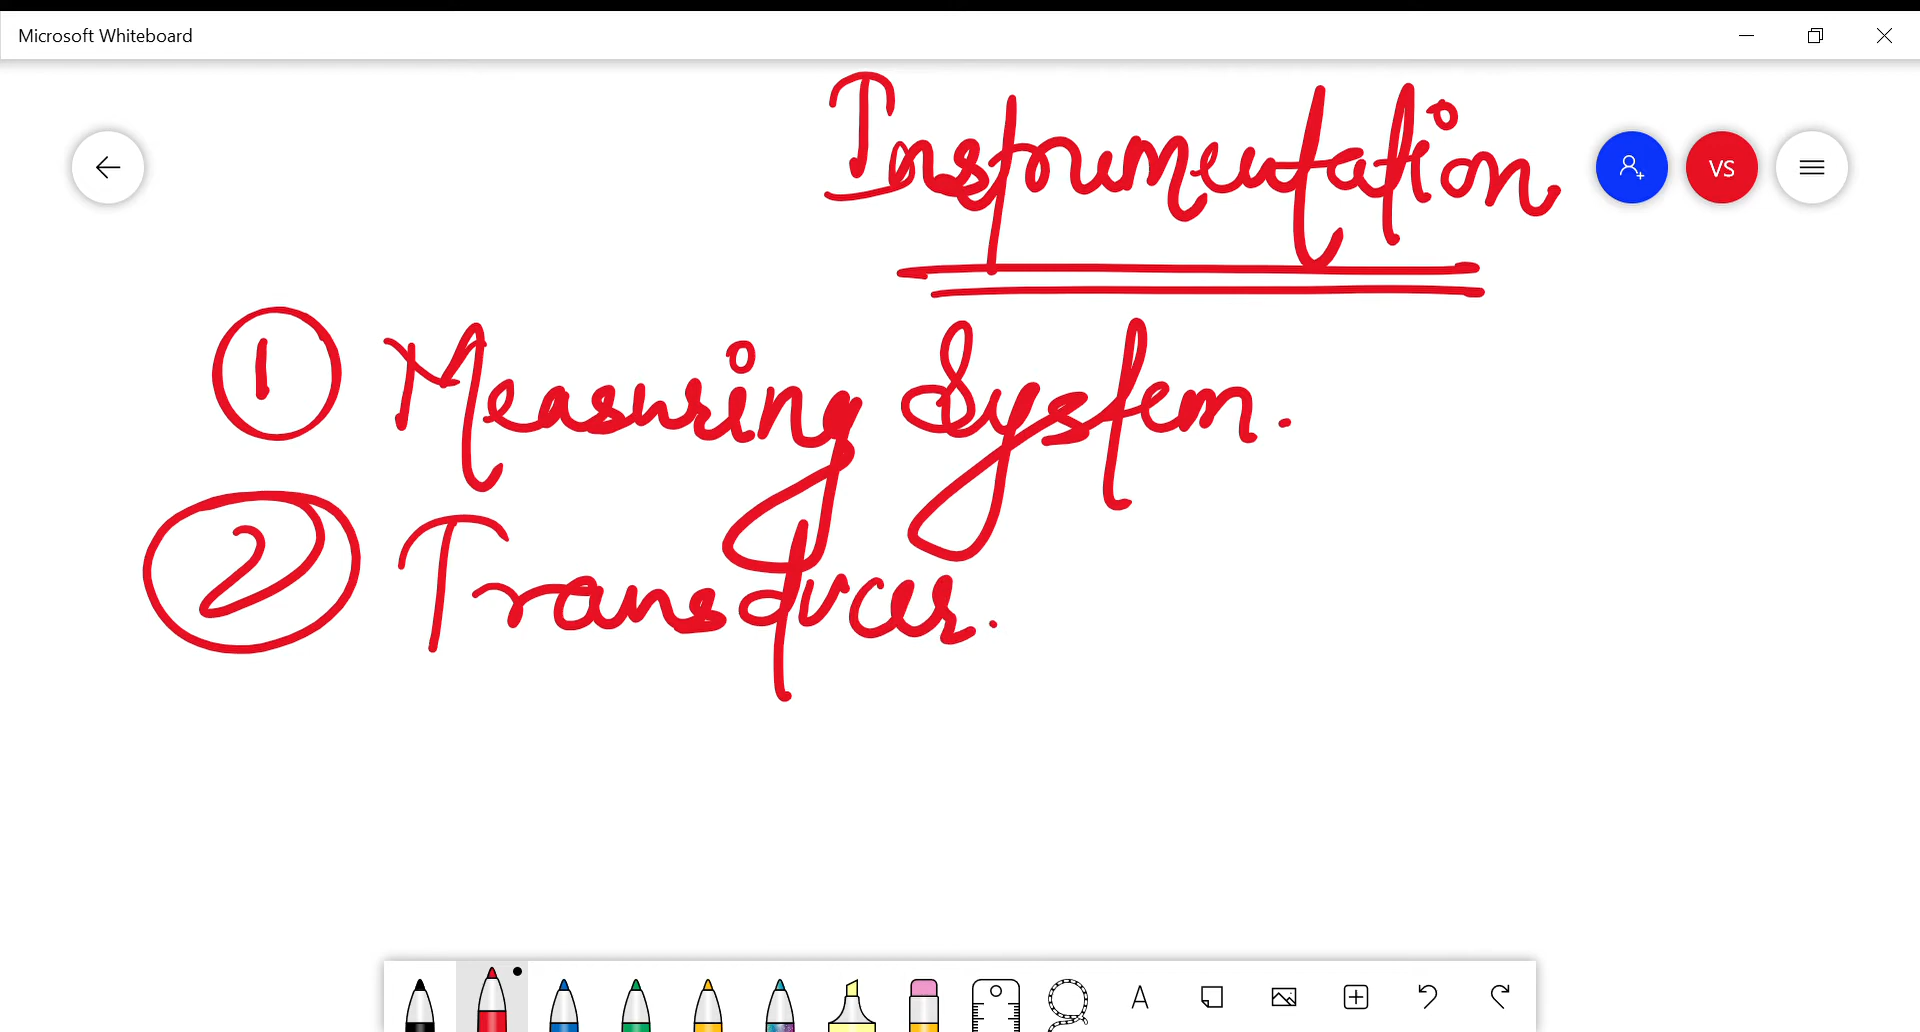 Microsoft Whiteboard
Instrumentation
VS
1 Measuring System.
2 Transducer.
A